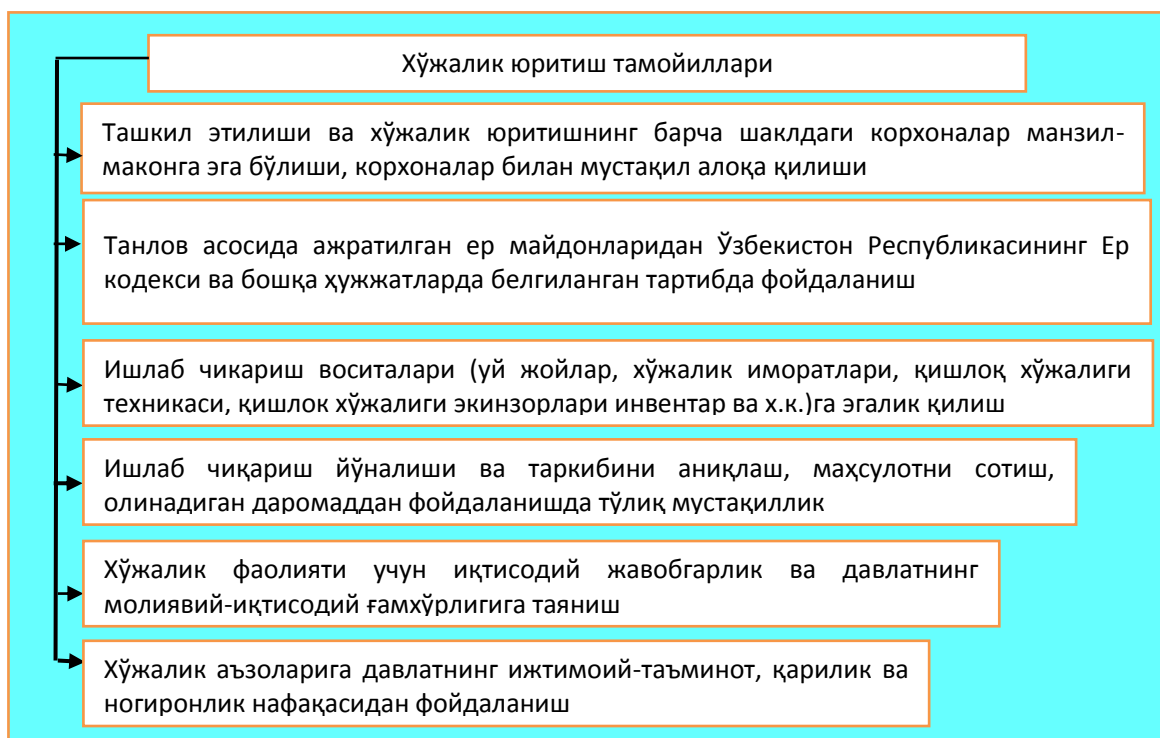 Хўжалик юритиш тамойиллари
Ташкил этилиши ва хўжалик юритишнинг барча шаклдаги корхоналар манзил-
маконга эга бўлиши, корхоналар билан мустақил алоқа қилиши
Танлов асосида ажратилган ер майдонларидан Ўзбекистон Республикасининг Ер
кодекси ва бошқа ҳужжатларда белгиланган тартибда фойдаланиш
Ишлаб чикариш воситалари (уй жойлар, хўжалик иморатлари, қишлоқ хўжалиги
техникаси, қишлок хўжалиги экинзорлари инвентар ва х.к.)га эгалик қилиш
Ишлаб чиқариш йўналиши ва таркибини аниқлаш, маҳсулотни сотиш,
олинадиган даромаддан фойдаланишда тўлиқ мустақиллик
Хўжалик фаолияти учун иқтисодий жавобгарлик ва давлатнинг
молиявий-иқтисодий ғамхўрлигига таяниш
Хўжалик аъзоларига давлатнинг ижтимоий-таъминот, қарилик ва
ногиронлик нафақасидан фойдаланиш